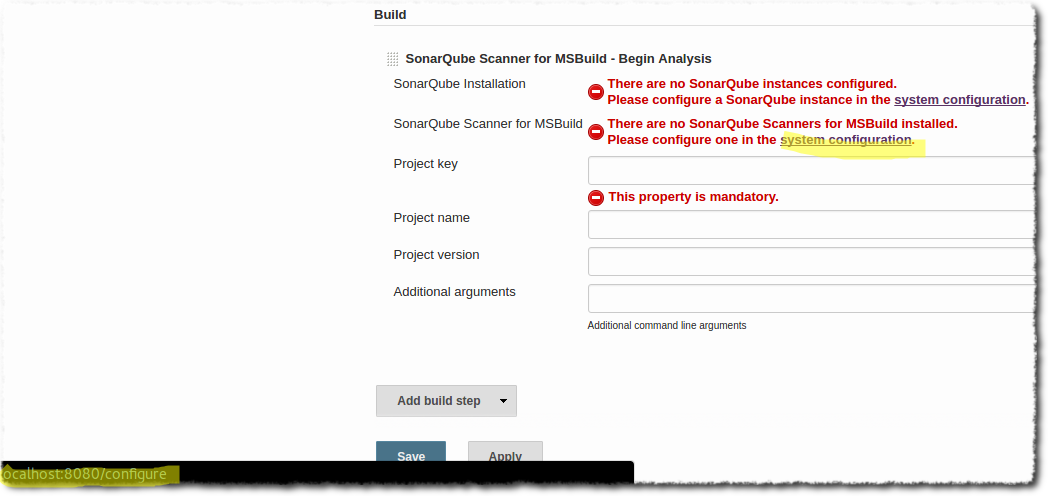 Build
SonarQube Scanner for MSBuild - Begin Analysis
SonarQube Installation
There are no SonarQube instances configured.
Please configure a SonarQube instance in the system configuration.
SonarQube Scanner for MSBuild
There are no SonarQube Scanners for MSBuild installed.
Please configure one in the system configuration.
Project key
This property is mandatory.
Project name
Project version
Additional arguments
Additional command line arguments
Add build step
Save
Apply
ocalhost:8080/configure